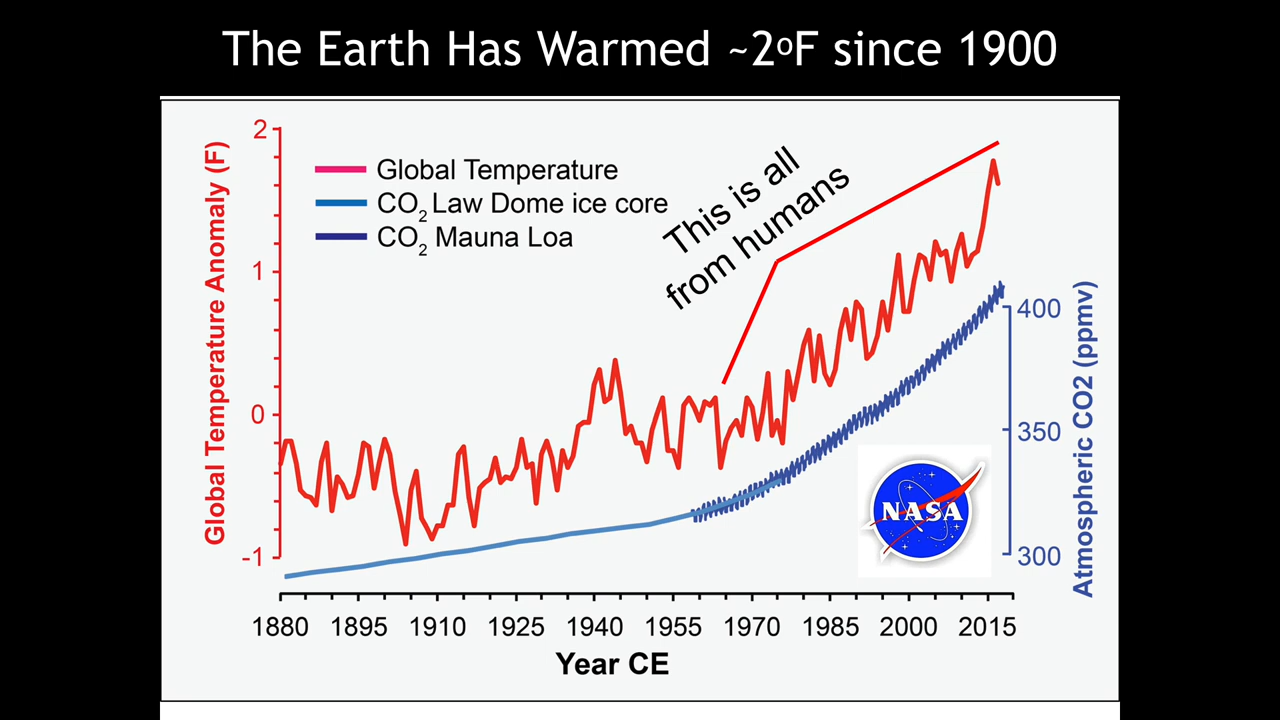 The Earth Has Warmed ~2ºF since 1900
2
1
0
-1
Global Temperature Anomaly (F)
Global Temperature
CO₂ Law Dome ice core
CO₂ Mauna Loa
This is all
from humans
400
350
300
Atmospheric CO2 (ppmv)
NASA
1880 1895 1910 1925 1940 1955 1970 1985 2000 2015
Year CE